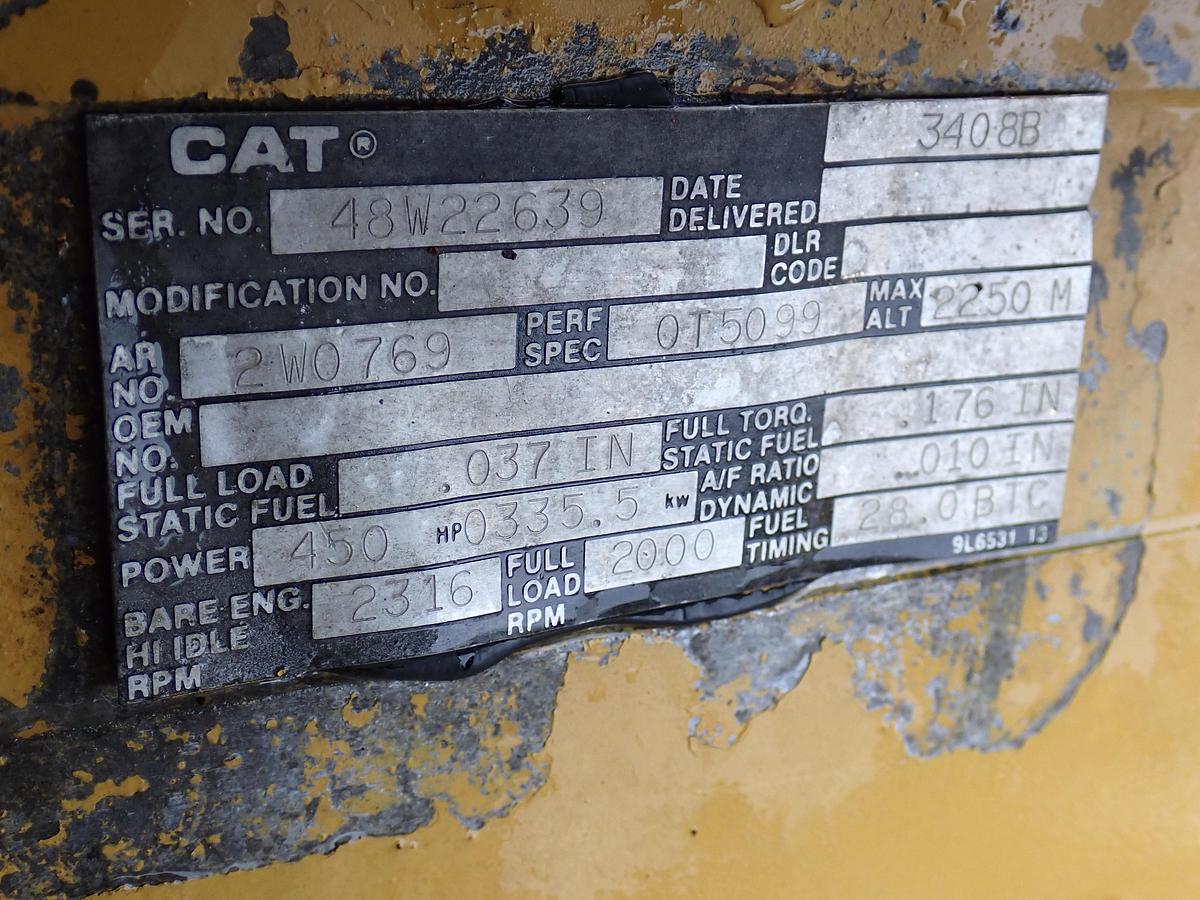 CAT® 3408B
SER. NO. 48W22639 DATE DELIVERED
MODIFICATION NO. DLR CODE
AR NO. 2W0769 PERF SPEC 0T5099 MAX ALT 2250 M
OEM NO.
FULL LOAD STATIC FUEL .037 IN FULL TORQ. STATIC FUEL .176 IN
POWER 450 HP 0335.5 kw A/F RATIO DYNAMIC .010 IN
BARE ENG. HI IDLE RPM 2316 FULL LOAD RPM 2000 FUEL TIMING 28.0 BTC
9L6531 13